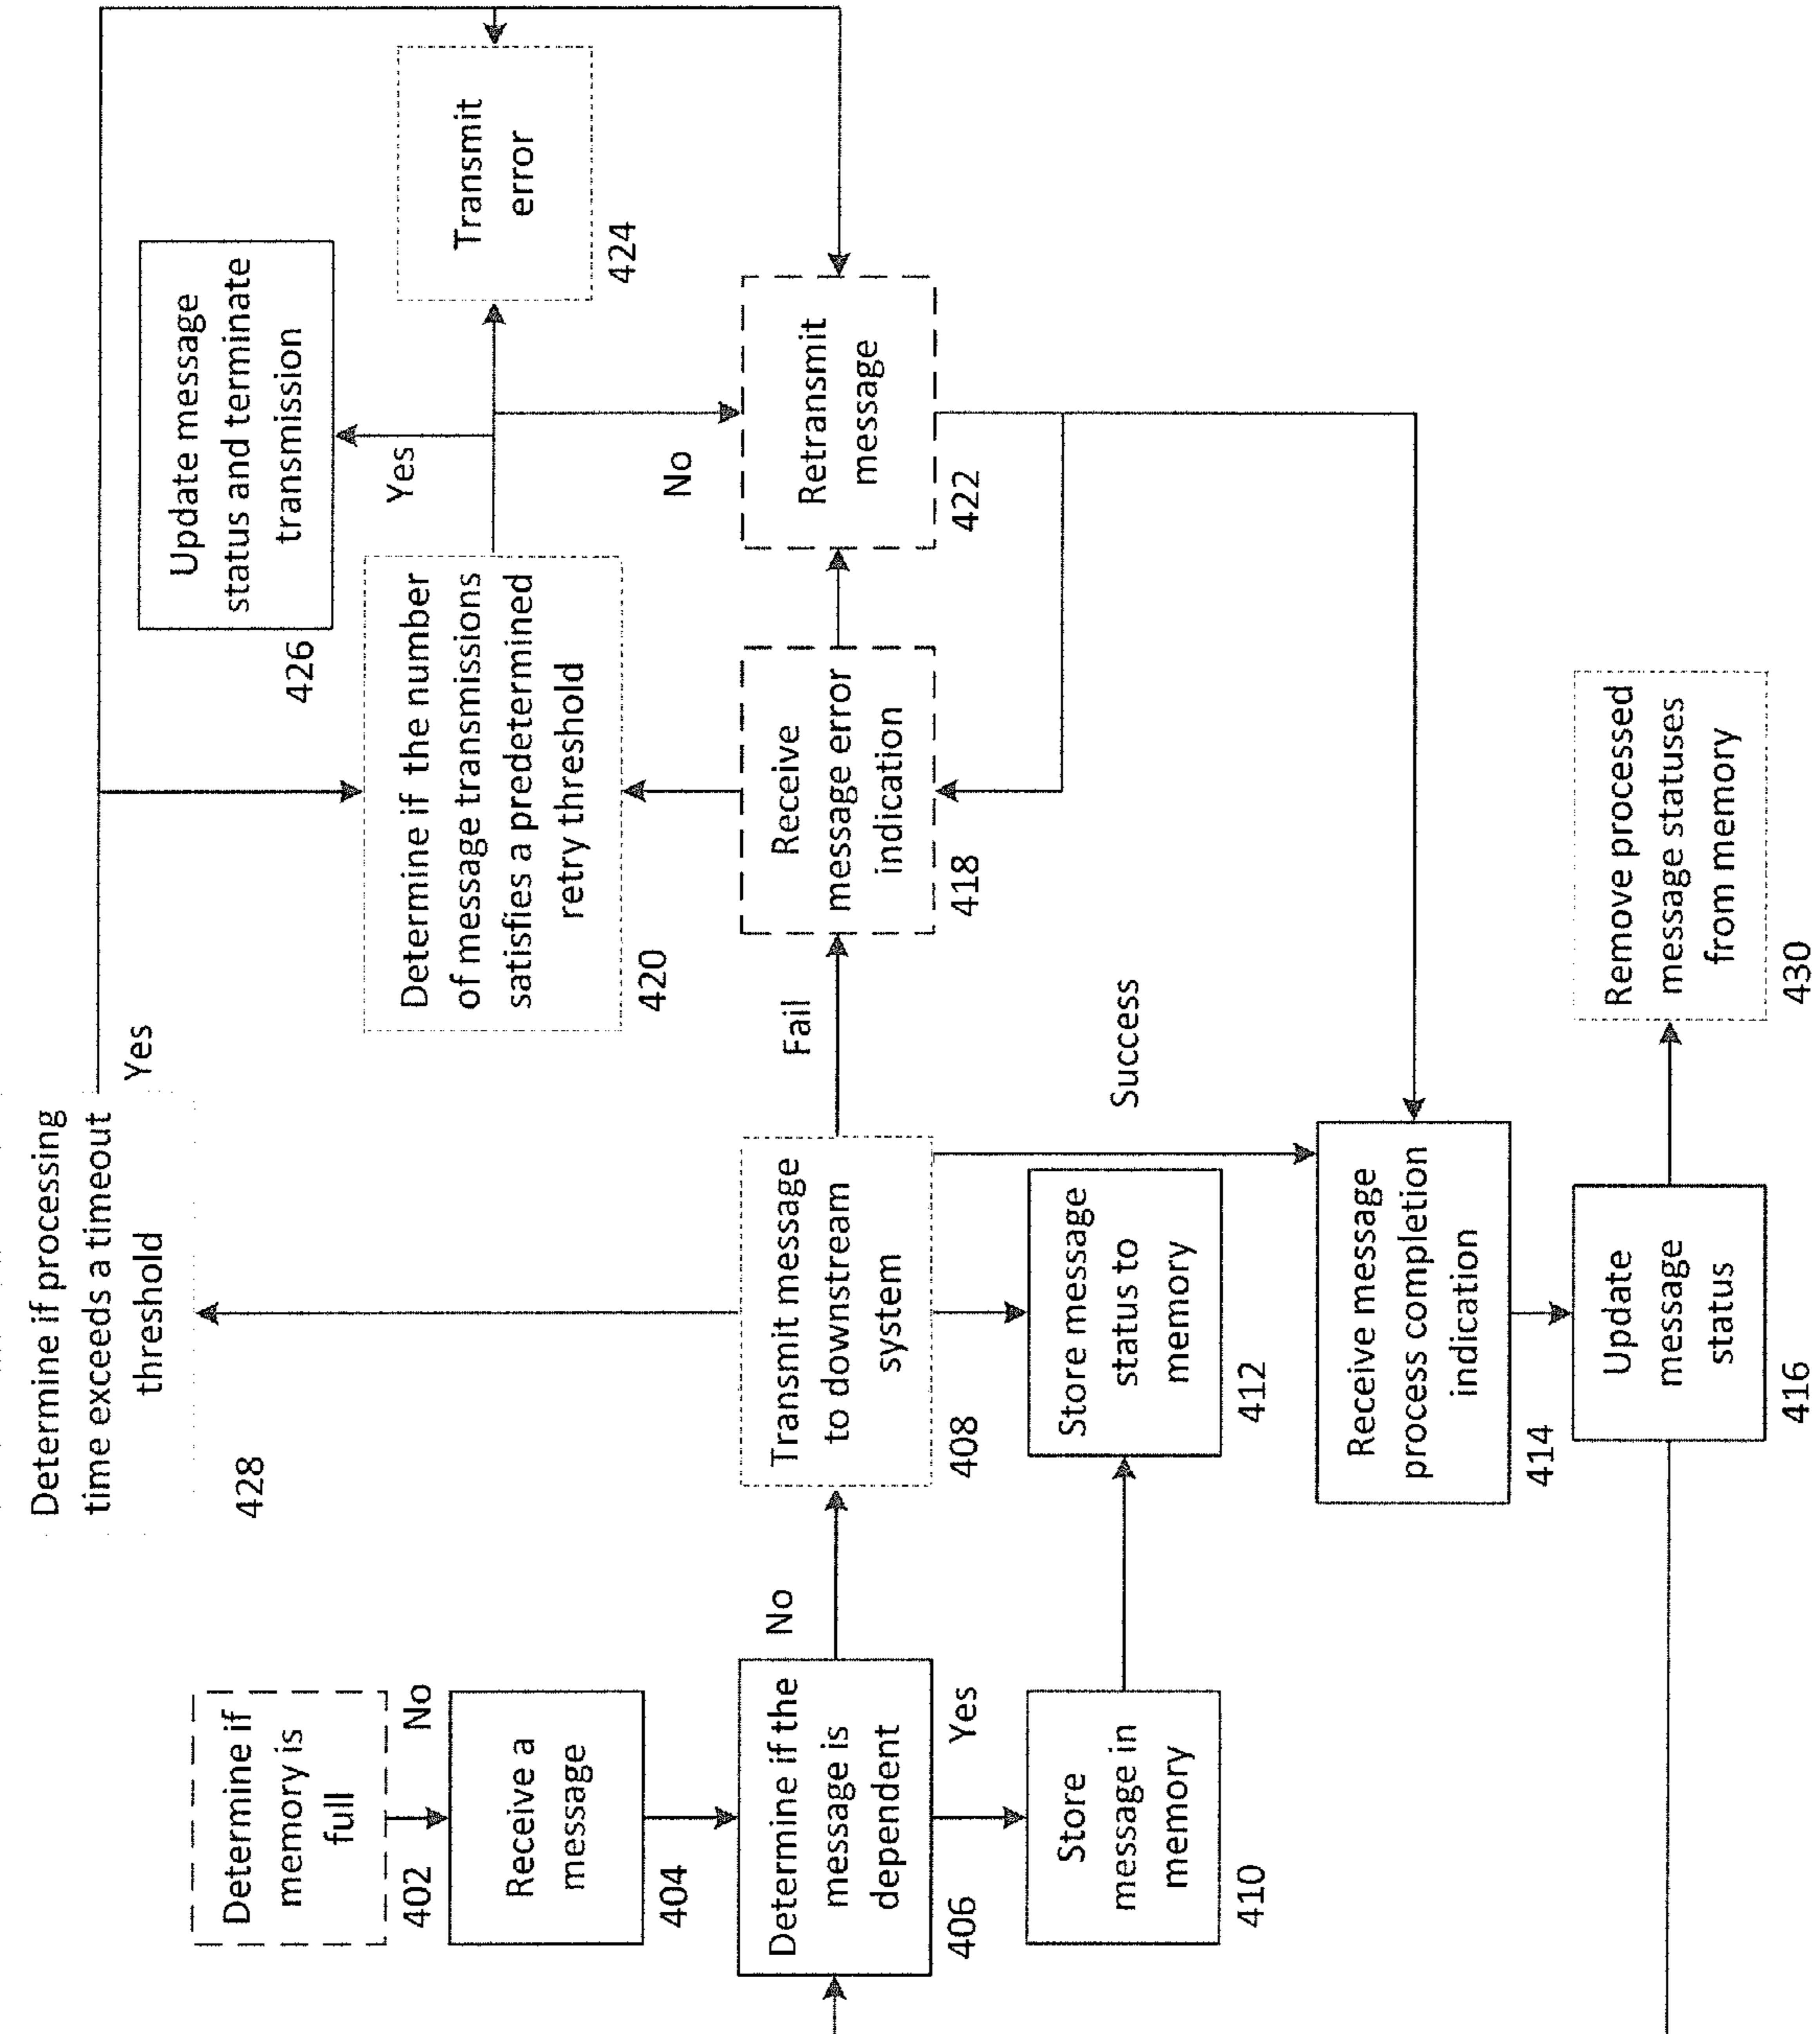 Determine if
memory is
full
402
No
Receive a
message
404
Determine if the
message is
dependent
406
No
Yes
Store
message in
memory
410
Determine if processing
time exceeds a timeout
threshold
428
Yes
Transmit message
to downstream
system
408
Fail
Success
Store message
status to
memory
412
Receive message
process completion
indication
414
Update
message
status
416
Remove processed
message statuses
from memory
430
Receive
message error
indication
418
Determine if the number
of message transmissions
satisfies a predetermined
retry threshold
420
Yes
No
Update message
status and terminate
transmission
426
Transmit
error
424
Retransmit
message
422